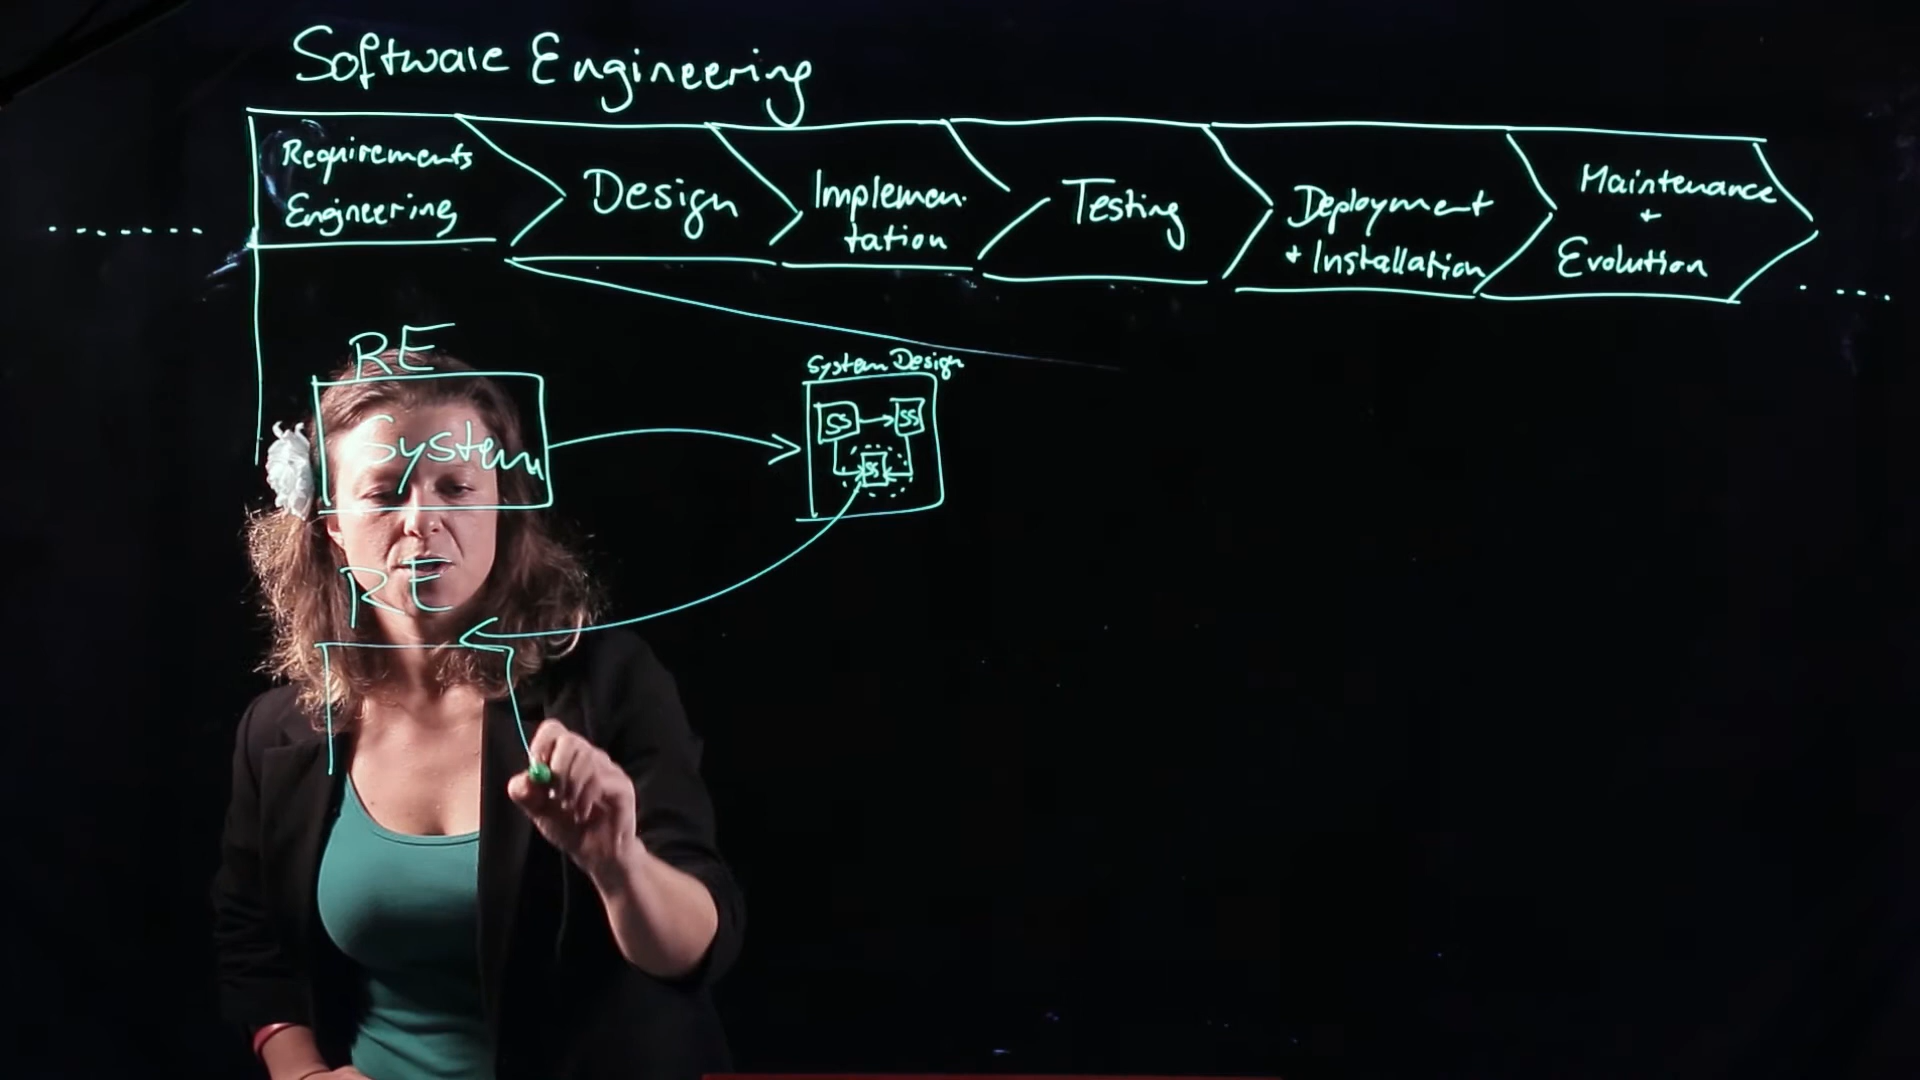 Software Engineering
Requirements
Engineering
Design
Implemen-
tation
Testing
Deployment
+ Installation
Maintenance
+
Evolution
RE
System
System Design
SS
SS
SS
RE